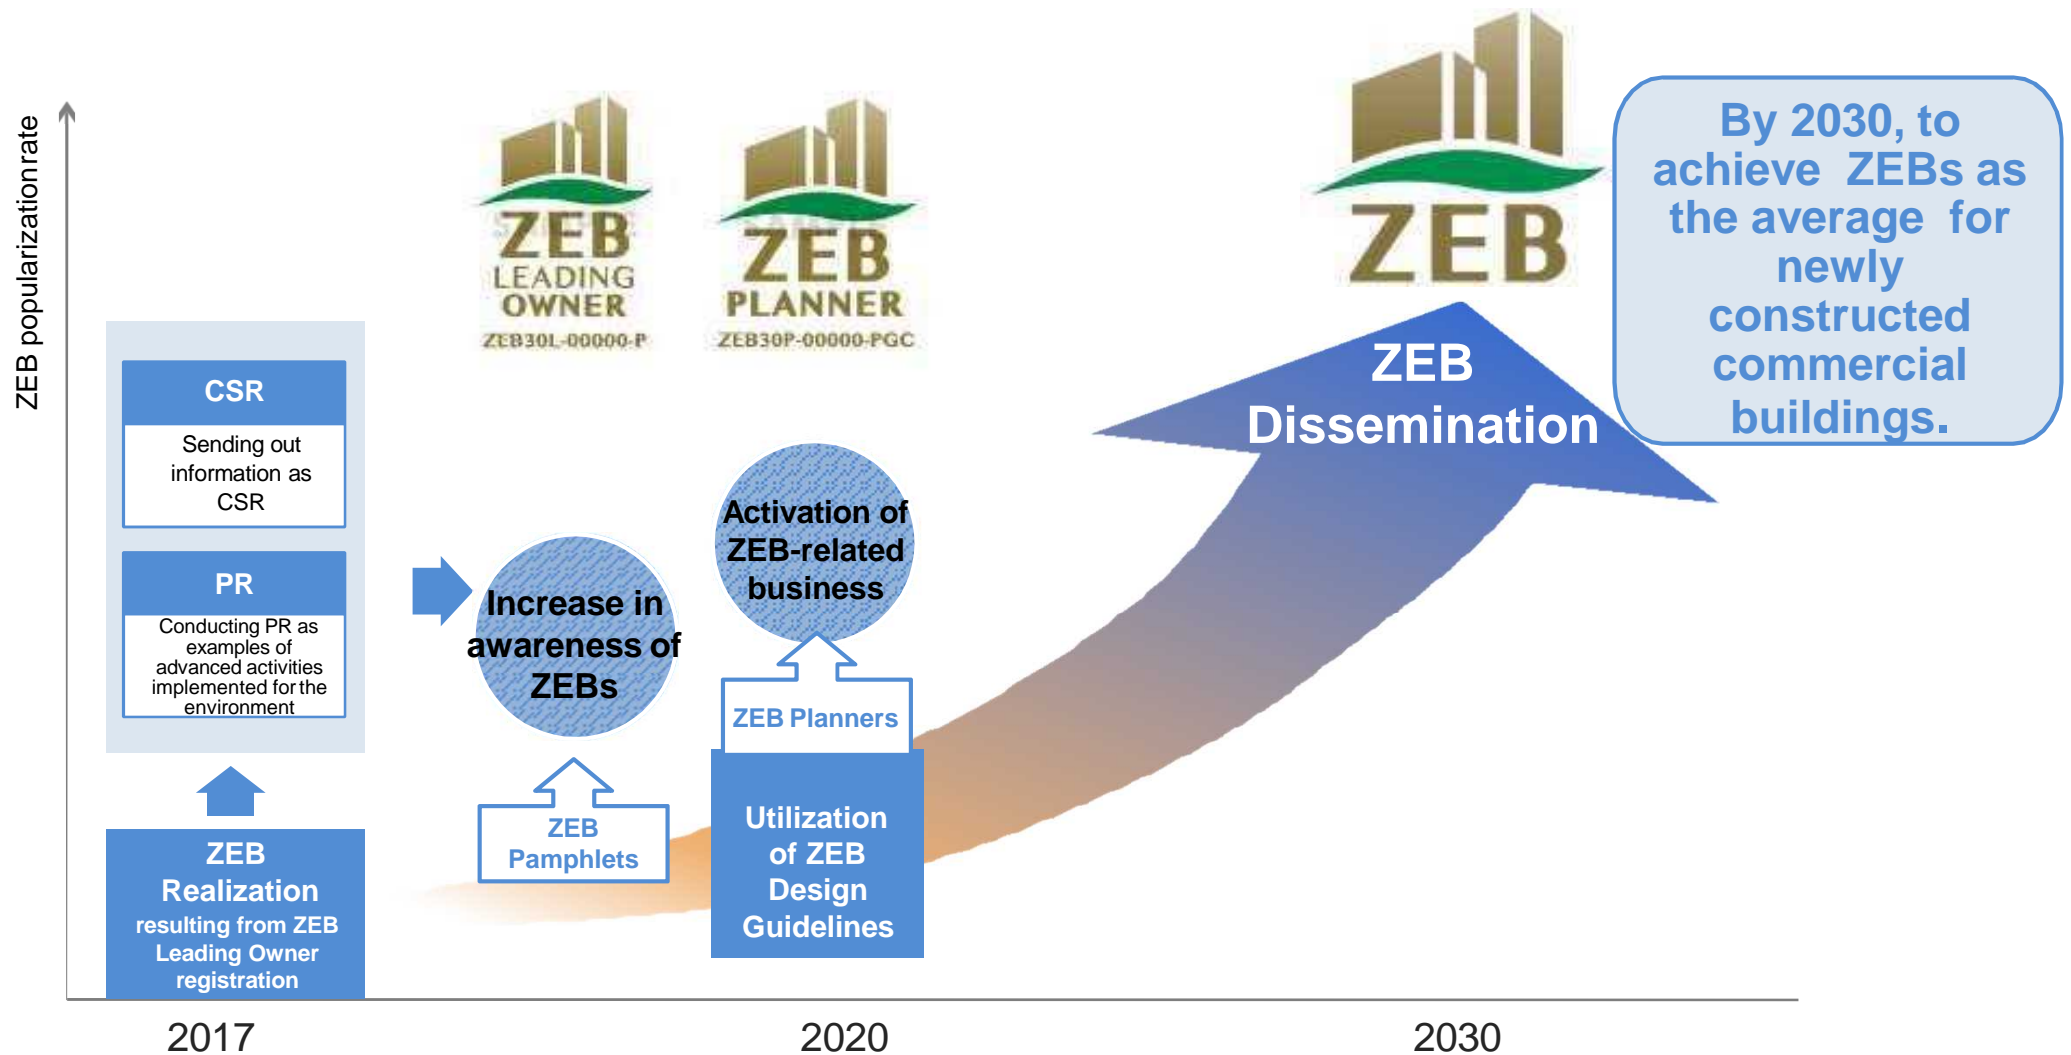 ZEB popularization rate
ZEB
LEADING
OWNER
ZEB30L-00000-P
ZEB
PLANNER
ZEB30P-00000-PGC
ZEB
By 2030, to
achieve ZEBs as
the average for
newly
constructed
commercial
buildings.
CSR
Sending out
information as
CSR
PR
Conducting PR as
examples of
advanced activities
implemented for the
environment
ZEB
Realization
resulting from ZEB
Leading Owner
registration
Increase in
awareness of
ZEBs
ZEB
Pamphlets
Activation of
ZEB-related
business
ZEB Planners
Utilization
of ZEB
Design
Guidelines
ZEB
Dissemination
2017
2020
2030